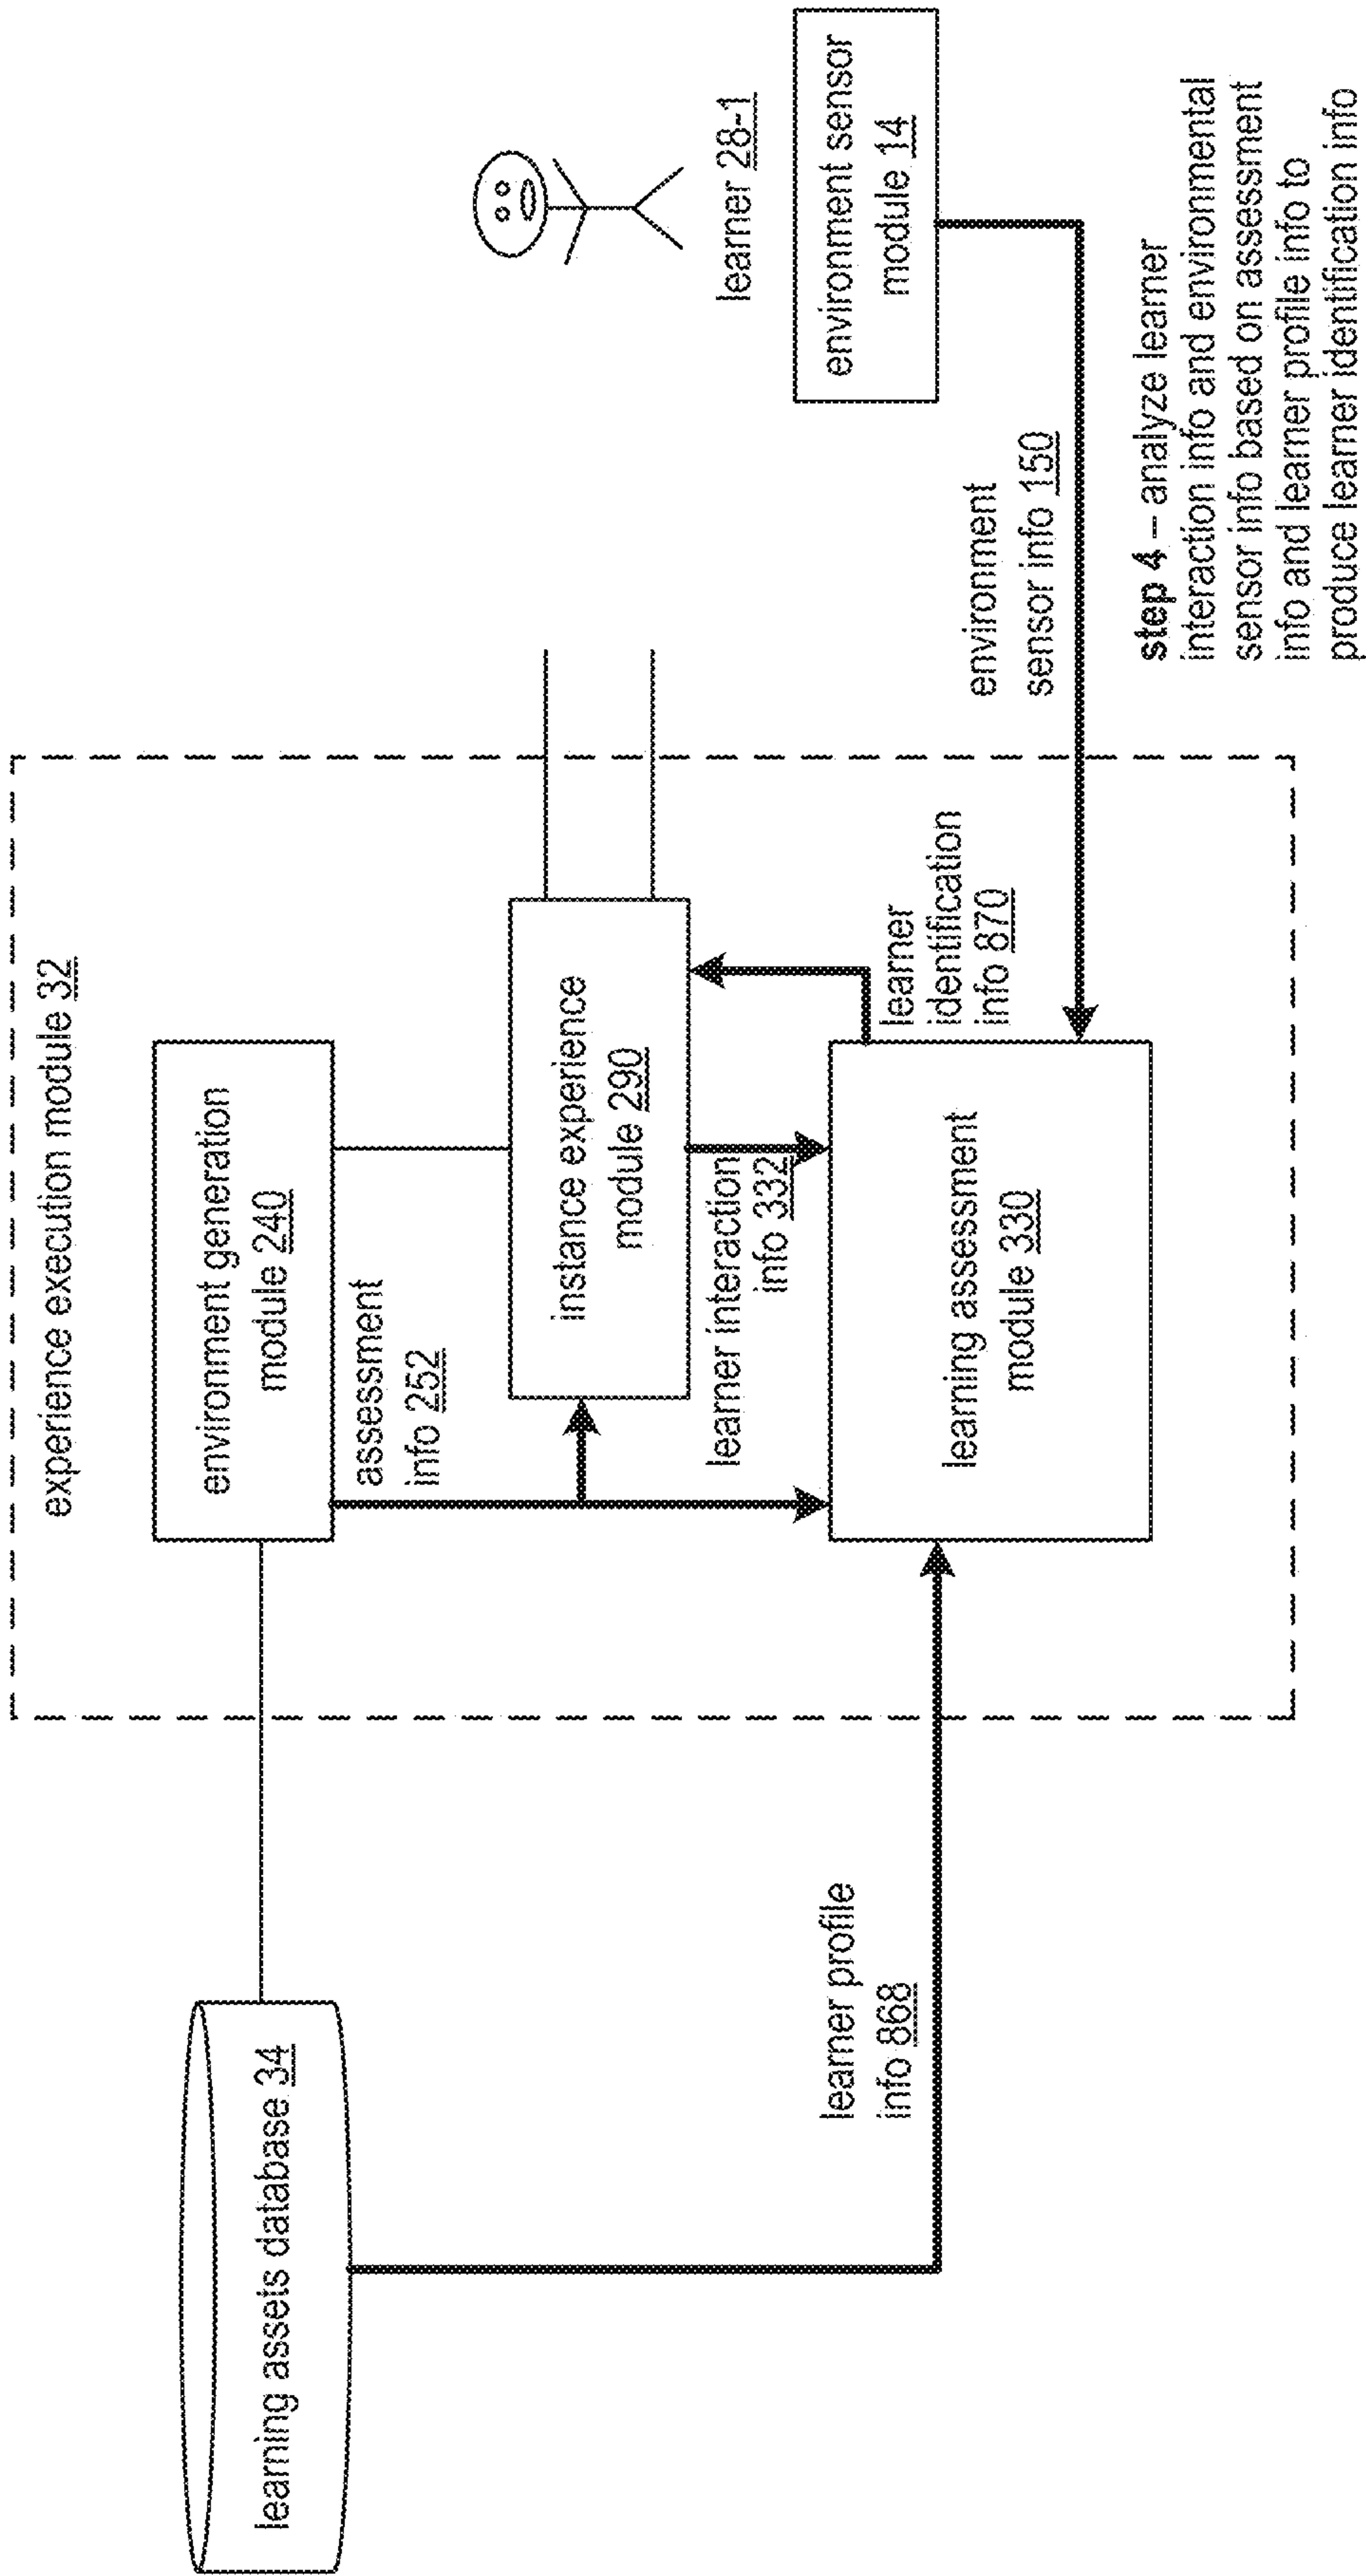 experience execution module 32
learning assets database 34
environment generation
module 240
assessment
info 252
instance experience
module 290
learner interaction
info 332
learner
identification
info 870
learner profile
info 868
learning assessment
module 330
learner 28-1
environment sensor
module 14
environment
sensor info 150
step 4 – analyze learner
interaction info and environmental
sensor info based on assessment
info and learner profile info to
produce learner identification info